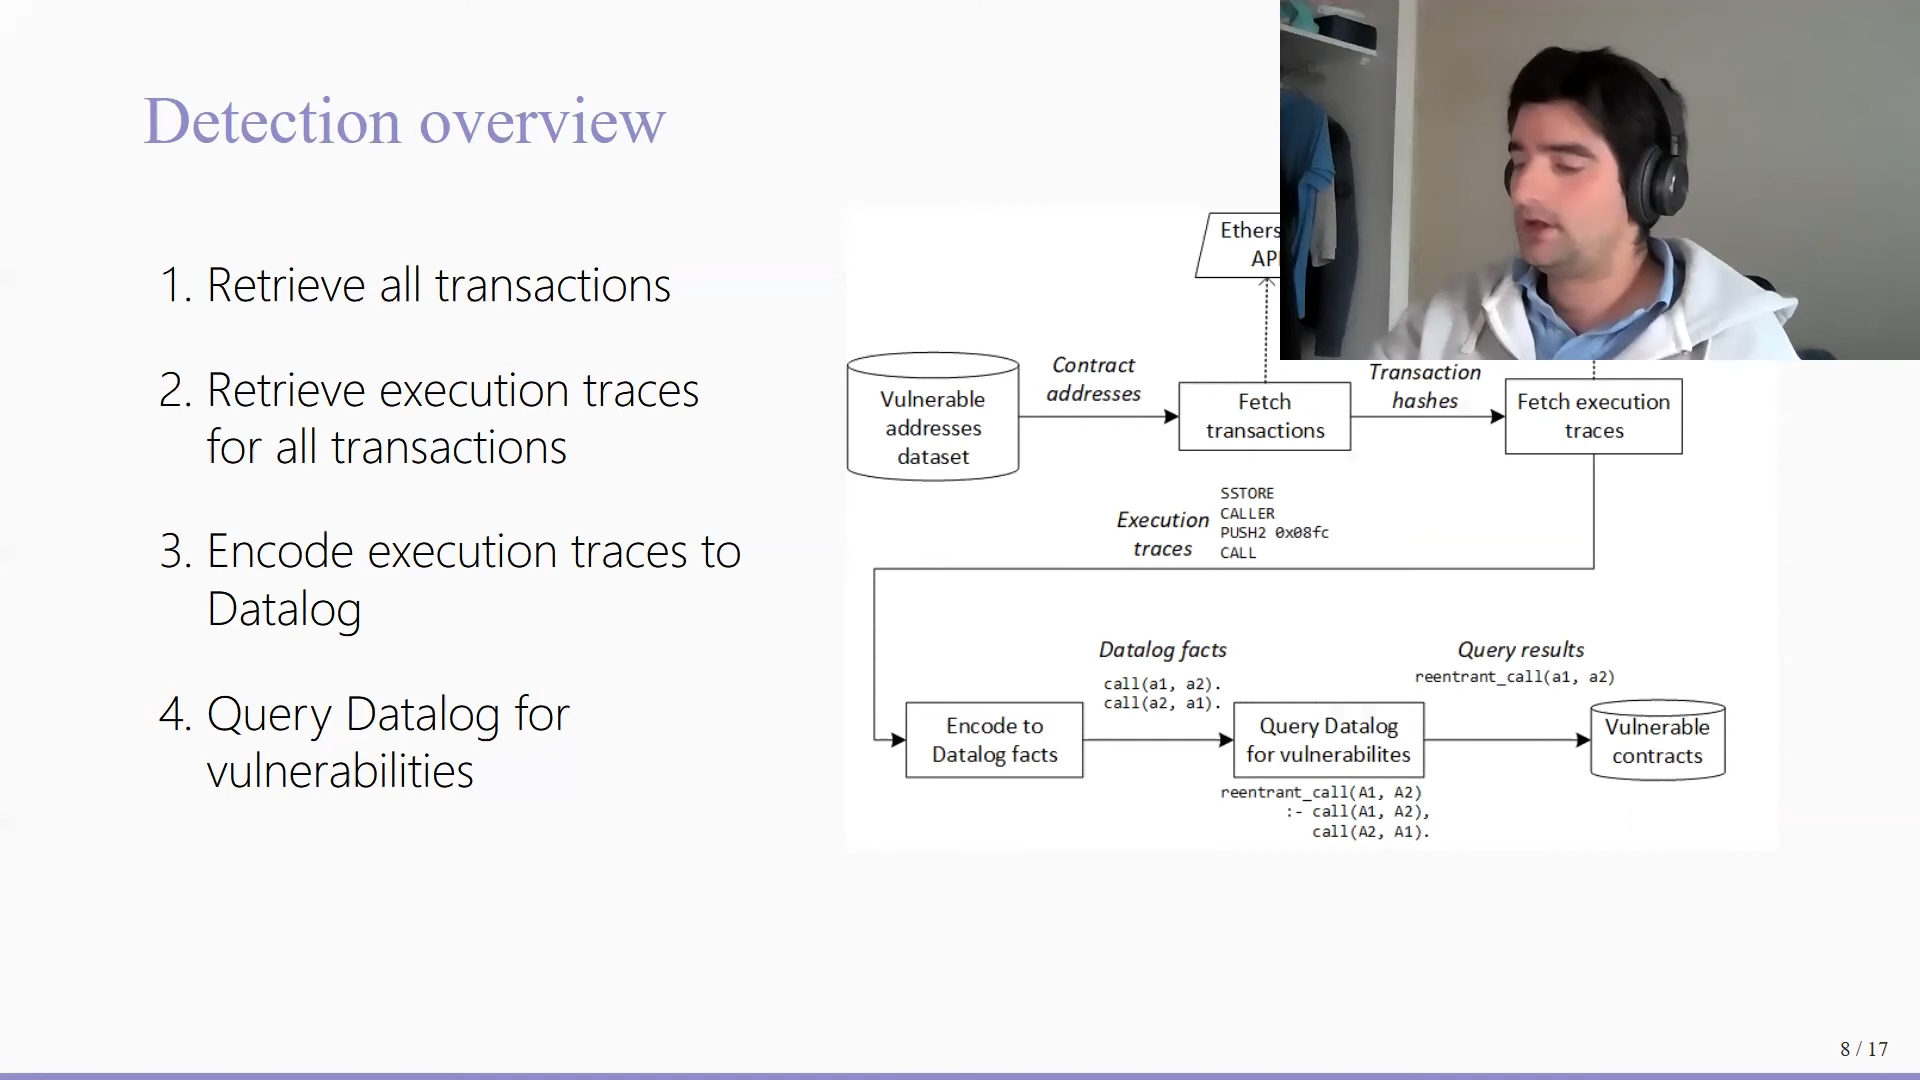 Detection overview
1. Retrieve all transactions
2. Retrieve execution traces
for all transactions
3. Encode execution traces to
Datalog
4. Query Datalog for
vulnerabilities
Contract
addresses
Transaction
hashes
Vulnerable
addresses
dataset
Fetch
transactions
Fetch execution
traces
Execution
traces
SSTORE
CALLER
PUSH2 0x08fc
CALL
Datalog facts
call(a1, a2).
call(a2, a1).
Query results
reentrant_call(a1, a2)
Encode to
Datalog facts
Query Datalog
for vulnerabilites
Vulnerable
contracts
reentrant_call(A1, A2)
:- call(A1, A2),
call(A2, A1).
8 / 17